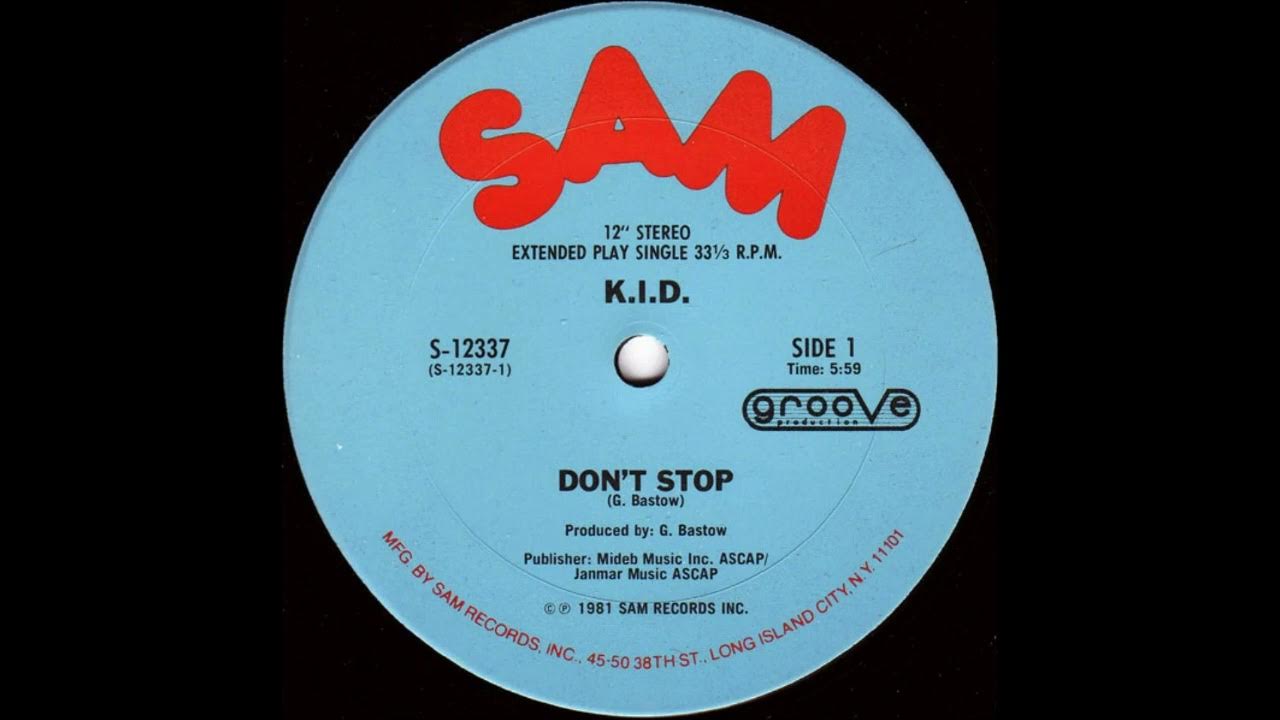 SAM
12" STEREO
EXTENDED PLAY SINGLE 33⅓ R.P.M.
K.I.D.
S-12337
(S-12337-1)
SIDE 1
Time: 5:59
groove
production
DON'T STOP
(G. Bastow)
Produced by: G. Bastow
Publisher: Mideb Music Inc. ASCAP/
Janmar Music ASCAP
© ℗ 1981 SAM RECORDS INC.
MFG. BY SAM RECORDS, INC., 45-50 38TH ST., LONG ISLAND CITY, N.Y. 11101